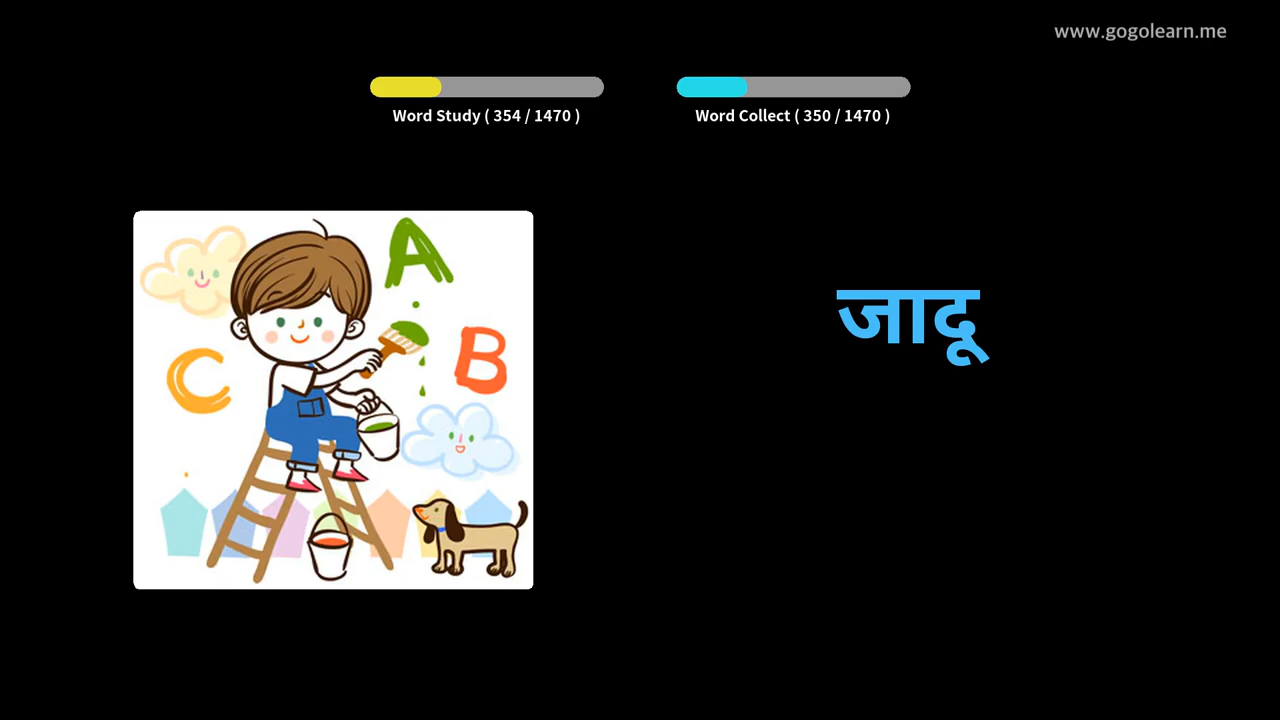 www.gogolearn.me
Word Study ( 354 / 1470 )
Word Collect ( 350 / 1470 )
A
B
C
जादू